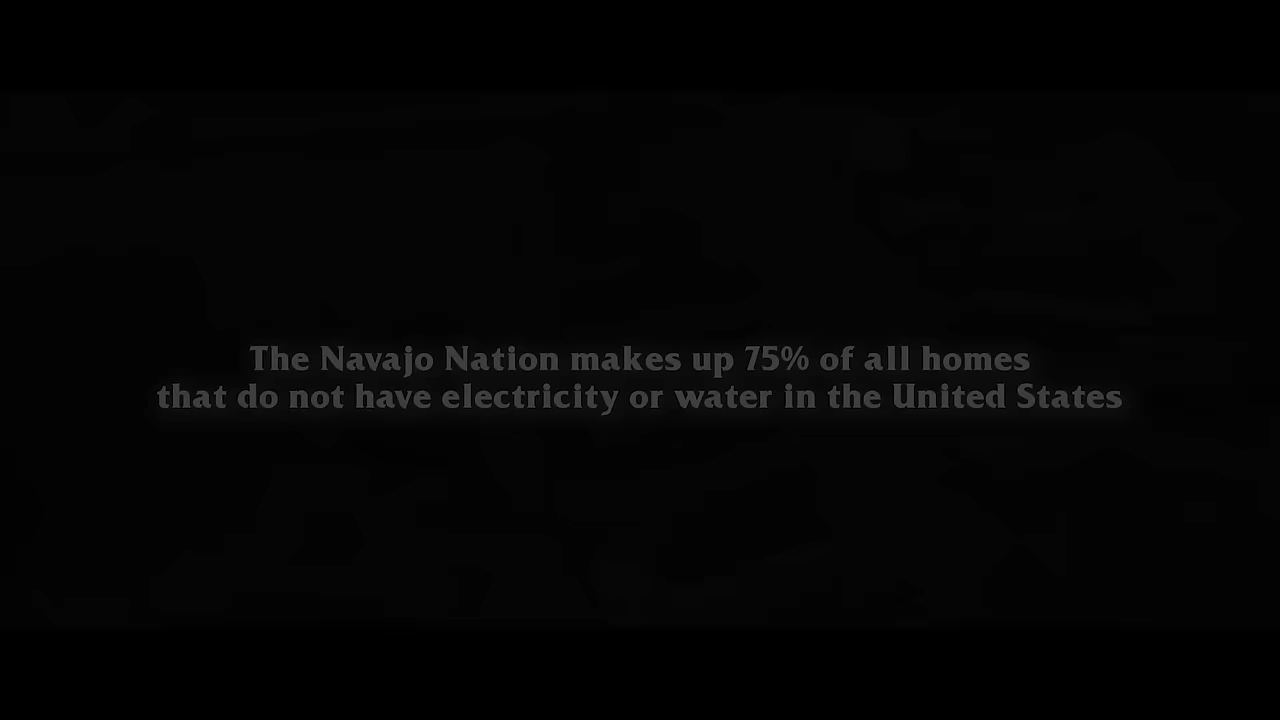 The Navajo Nation makes up 75% of all homes
that do not have electricity or water in the United States